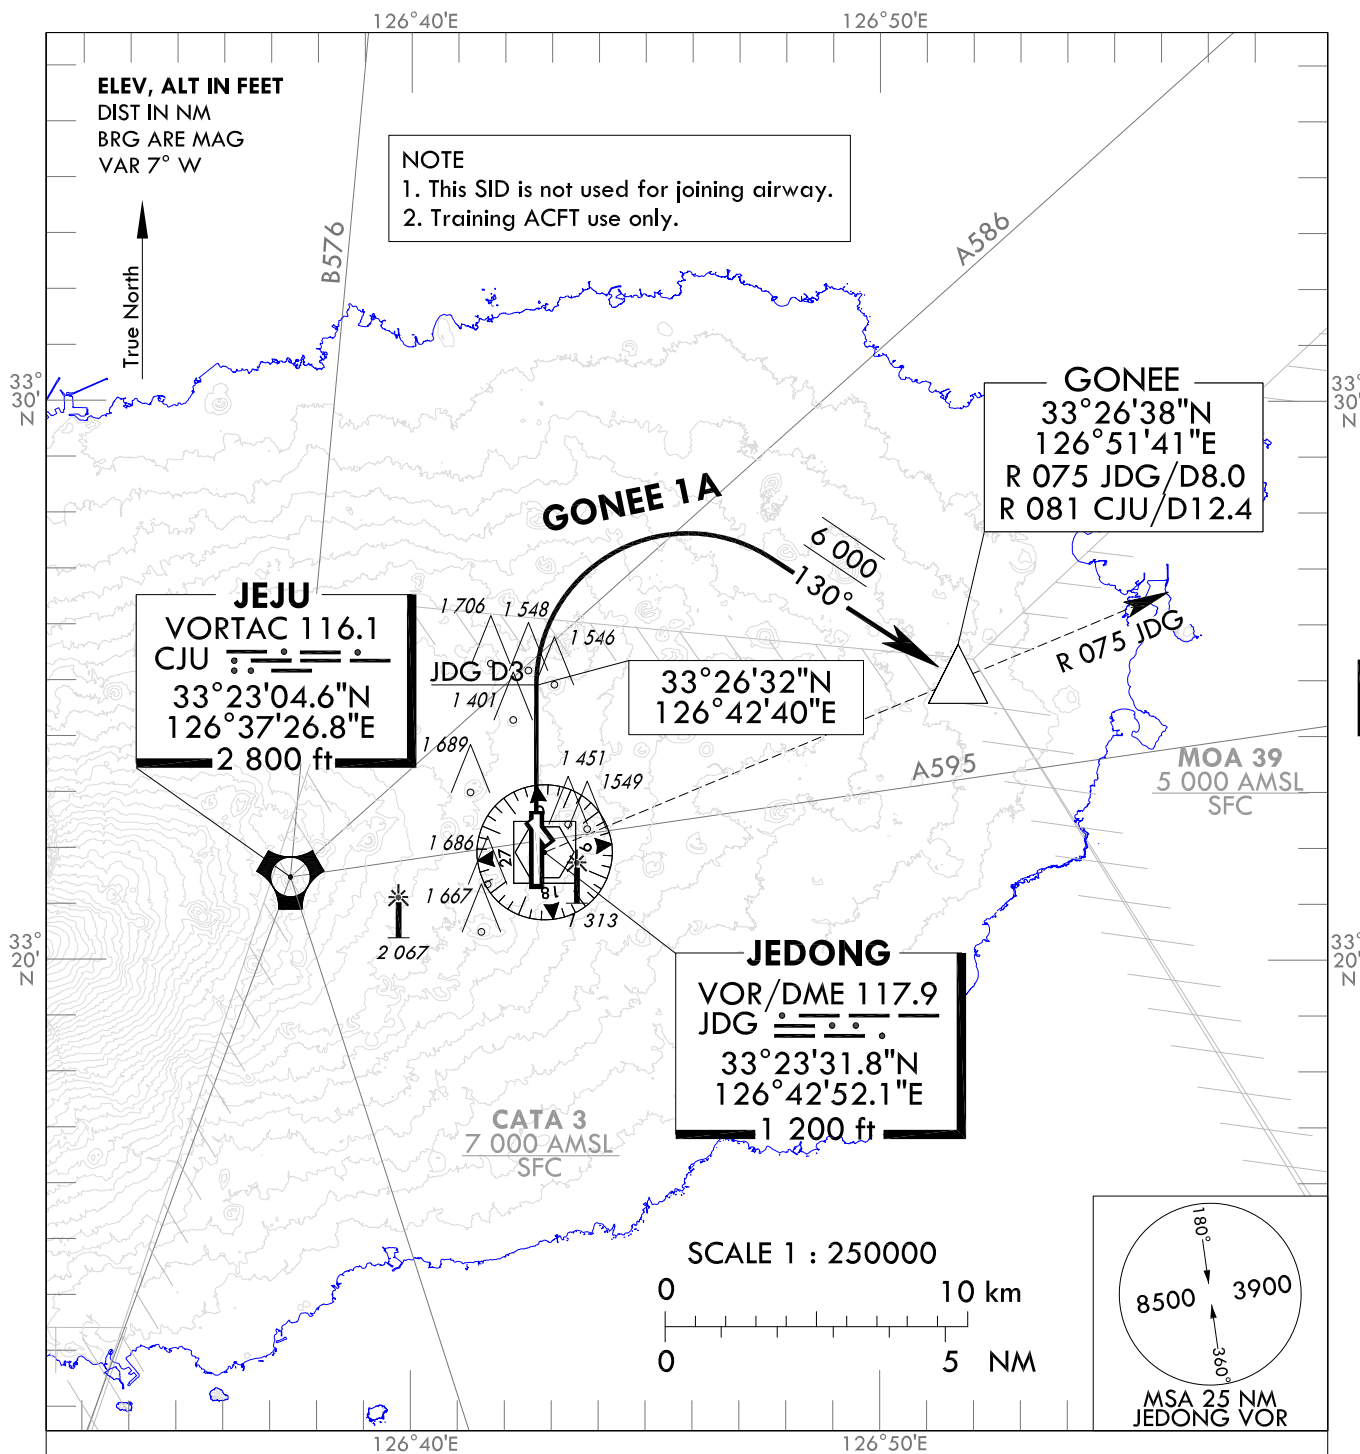 126°40'E
126°50'E
ELEV, ALT IN FEET
DIST IN NM
BRG ARE MAG
VAR 7° W
True North
NOTE
1. This SID is not used for joining airway.
2. Training ACFT use only.
B576
A586
33°
30'
N
33°
30'
N
GONEE
33°26'38"N
126°51'41"E
R 075 JDG/D8.0
R 081 CJU/D12.4
GONEE 1A
6 000
130°
JEJU
VORTAC 116.1
CJU
33°23'04.6"N
126°37'26.8"E
2 800 ft
1 706
1 548
1 546
JDG D3
1 401
33°26'32"N
126°42'40"E
R 075 JDG
1 689
1 451
1549
A595
MOA 39
5 000 AMSL
SFC
1 686
27
9
18
1 667
1 313
2 067
33°
20'
N
33°
20'
N
JEDONG
VOR/DME 117.9
JDG
33°23'31.8"N
126°42'52.1"E
1 200 ft
CATA 3
7 000 AMSL
SFC
SCALE 1 : 250000
0 10 km
0 5 NM
180°
8500 3900
360°
MSA 25 NM
JEDONG VOR
126°40'E
126°50'E